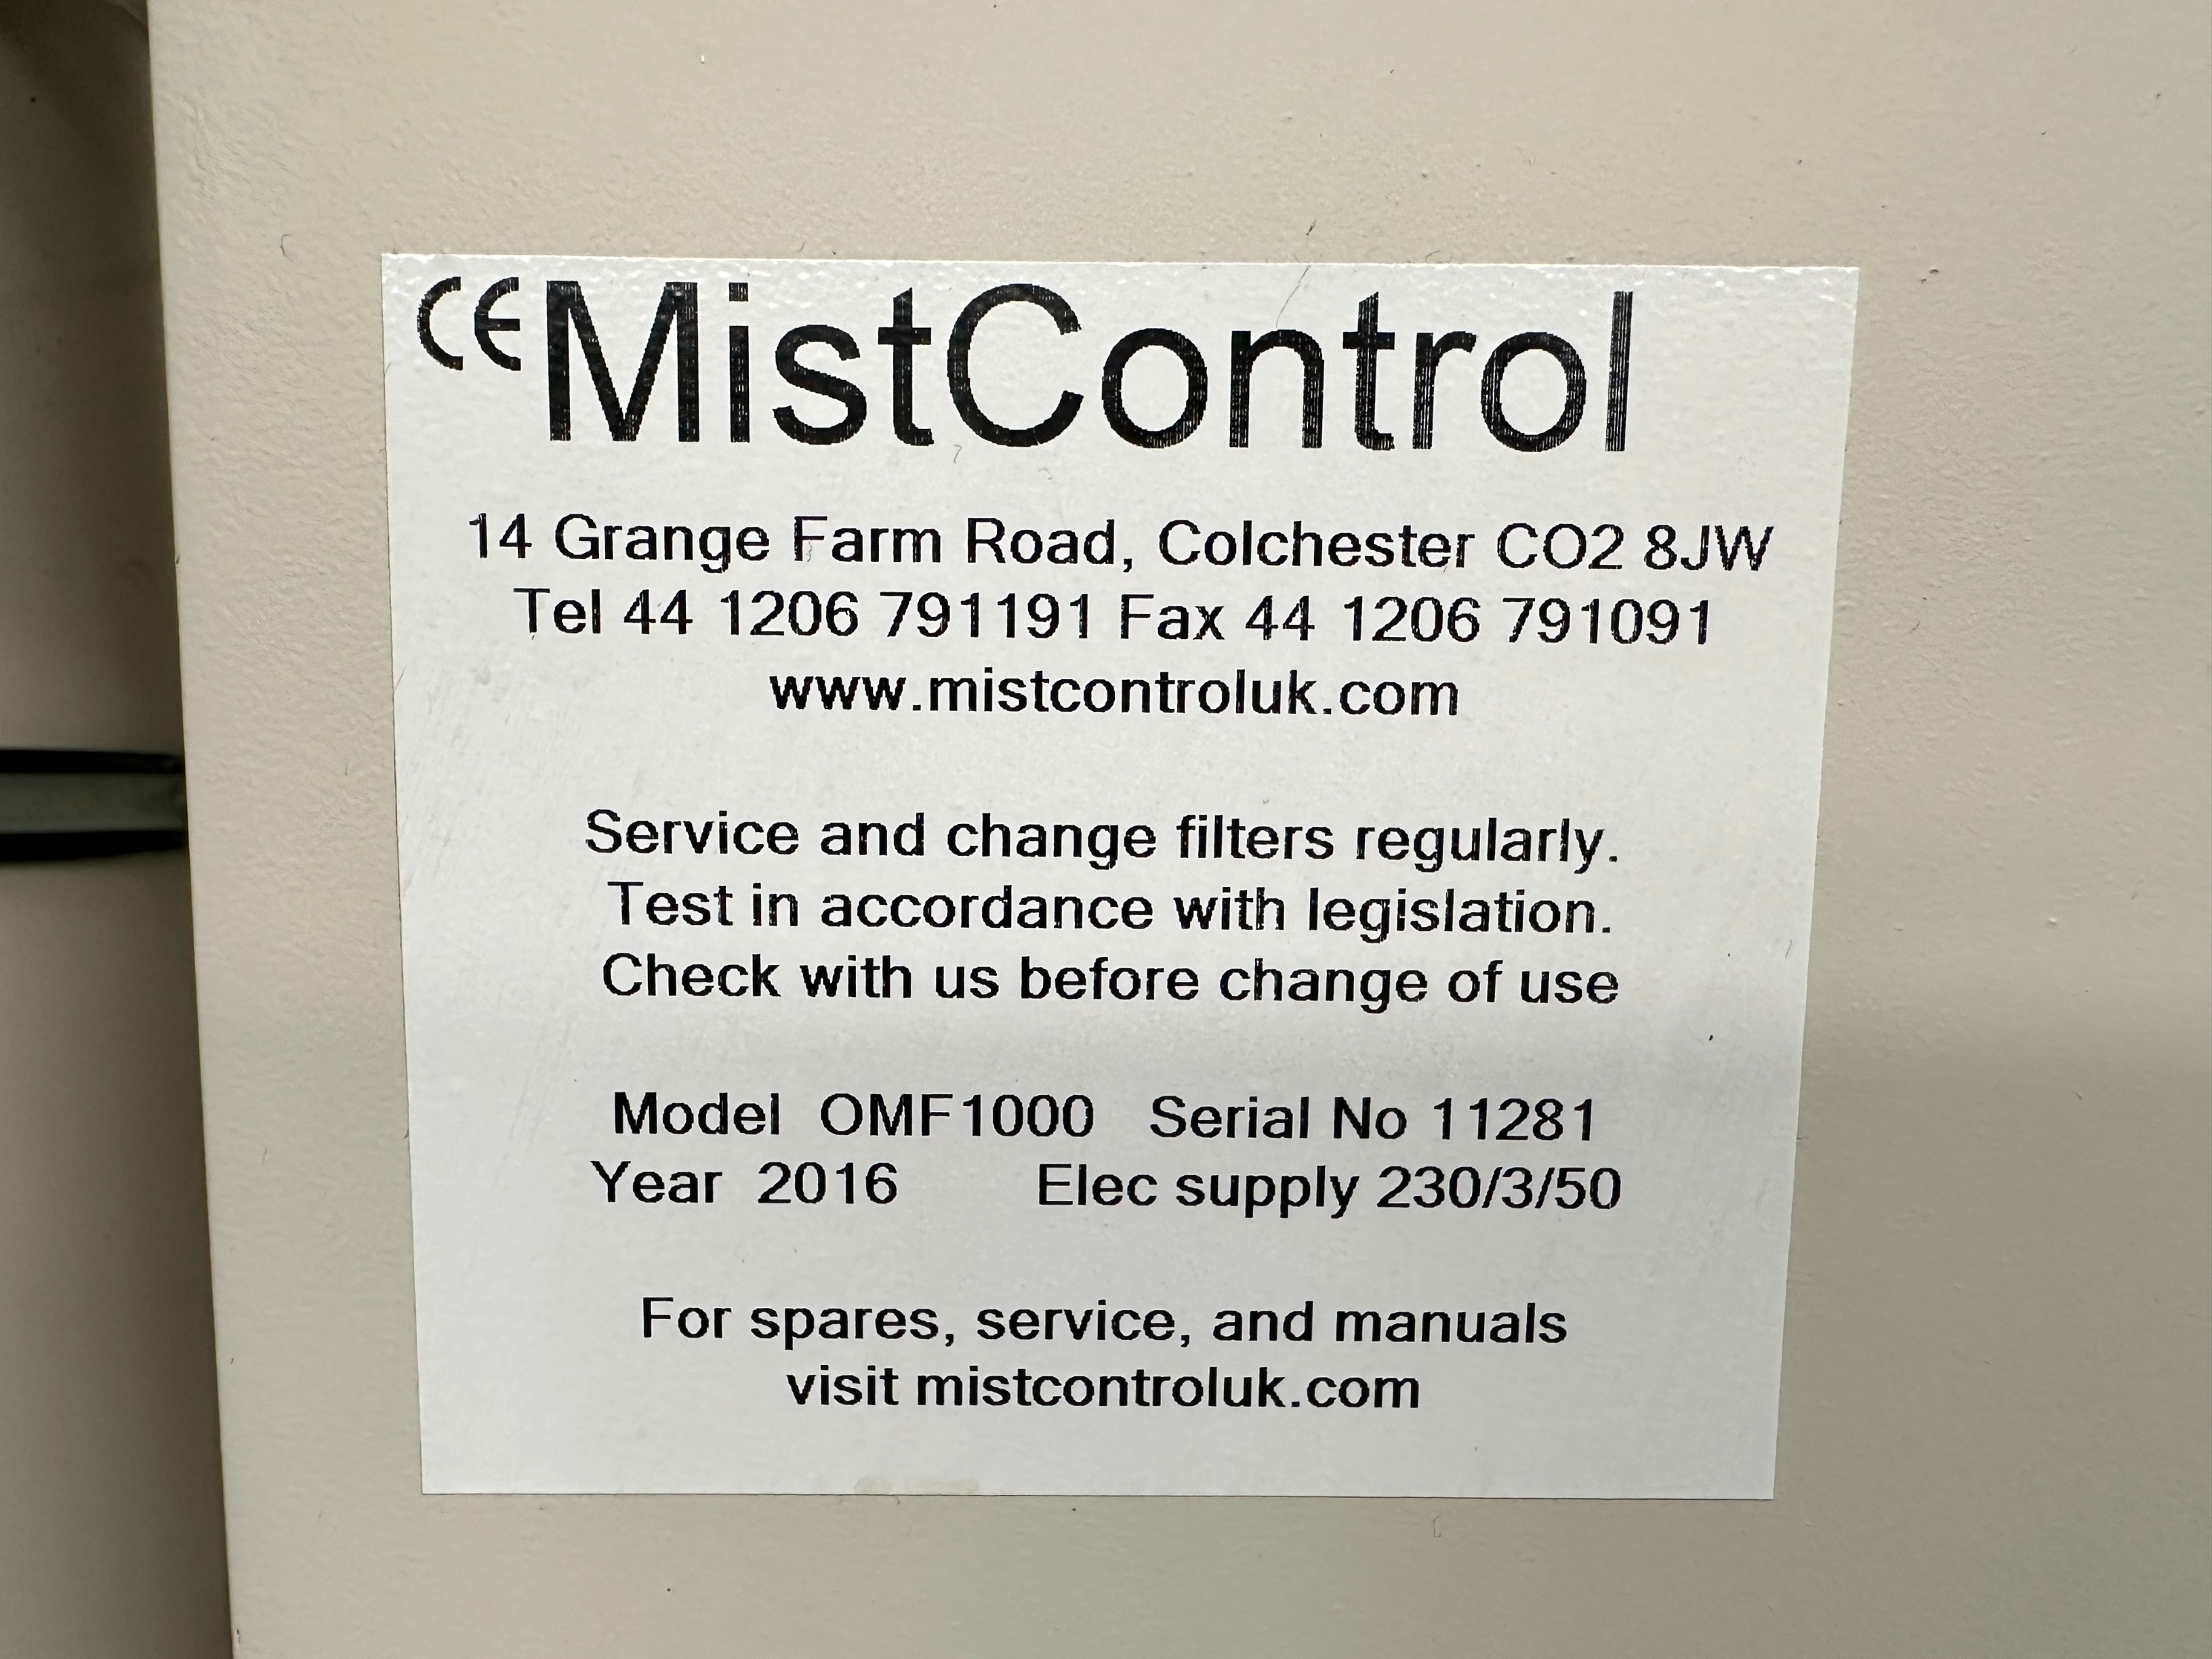 CE MistControl
14 Grange Farm Road, Colchester CO2 8JW
Tel 44 1206 791191 Fax 44 1206 791091
www.mistcontroluk.com
Service and change filters regularly.
Test in accordance with legislation.
Check with us before change of use
Model OMF1000 Serial No 11281
Year 2016 Elec supply 230/3/50
For spares, service, and manuals
visit mistcontroluk.com